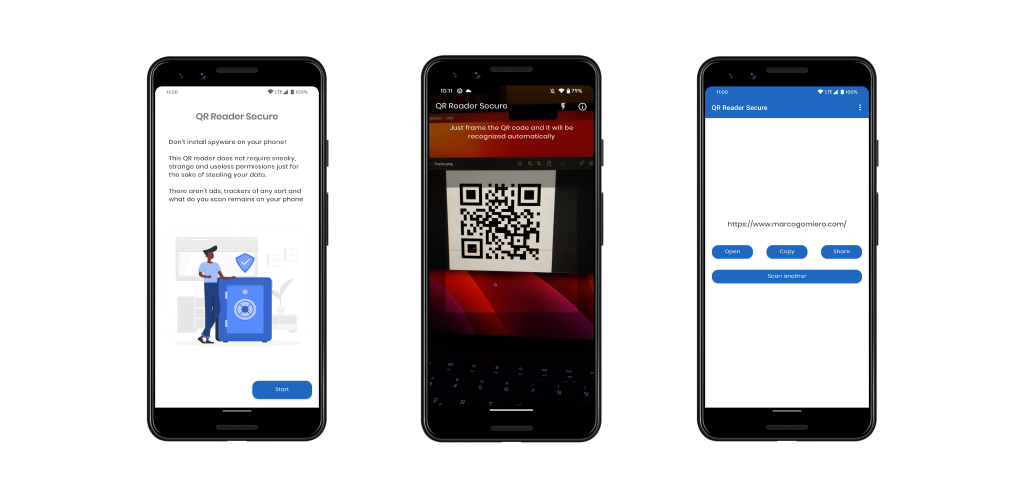 11:00
LTE
100%
QR Reader Secure
Don't install spyware on your phone!
This QR reader does not require sneaky,
strange and useless permissions just for
the sake of stealing your data.
There aren't ads, trackers of any sort and
what do you scan remains on your phone
Start
10:11
79%
QR Reader Secure
Just frame the QR code and it will be
recognized automatically
frame.png
11:00
LTE
100%
QR Reader Secure
https://www.marcogomiero.com/
Open
Copy
Share
Scan another